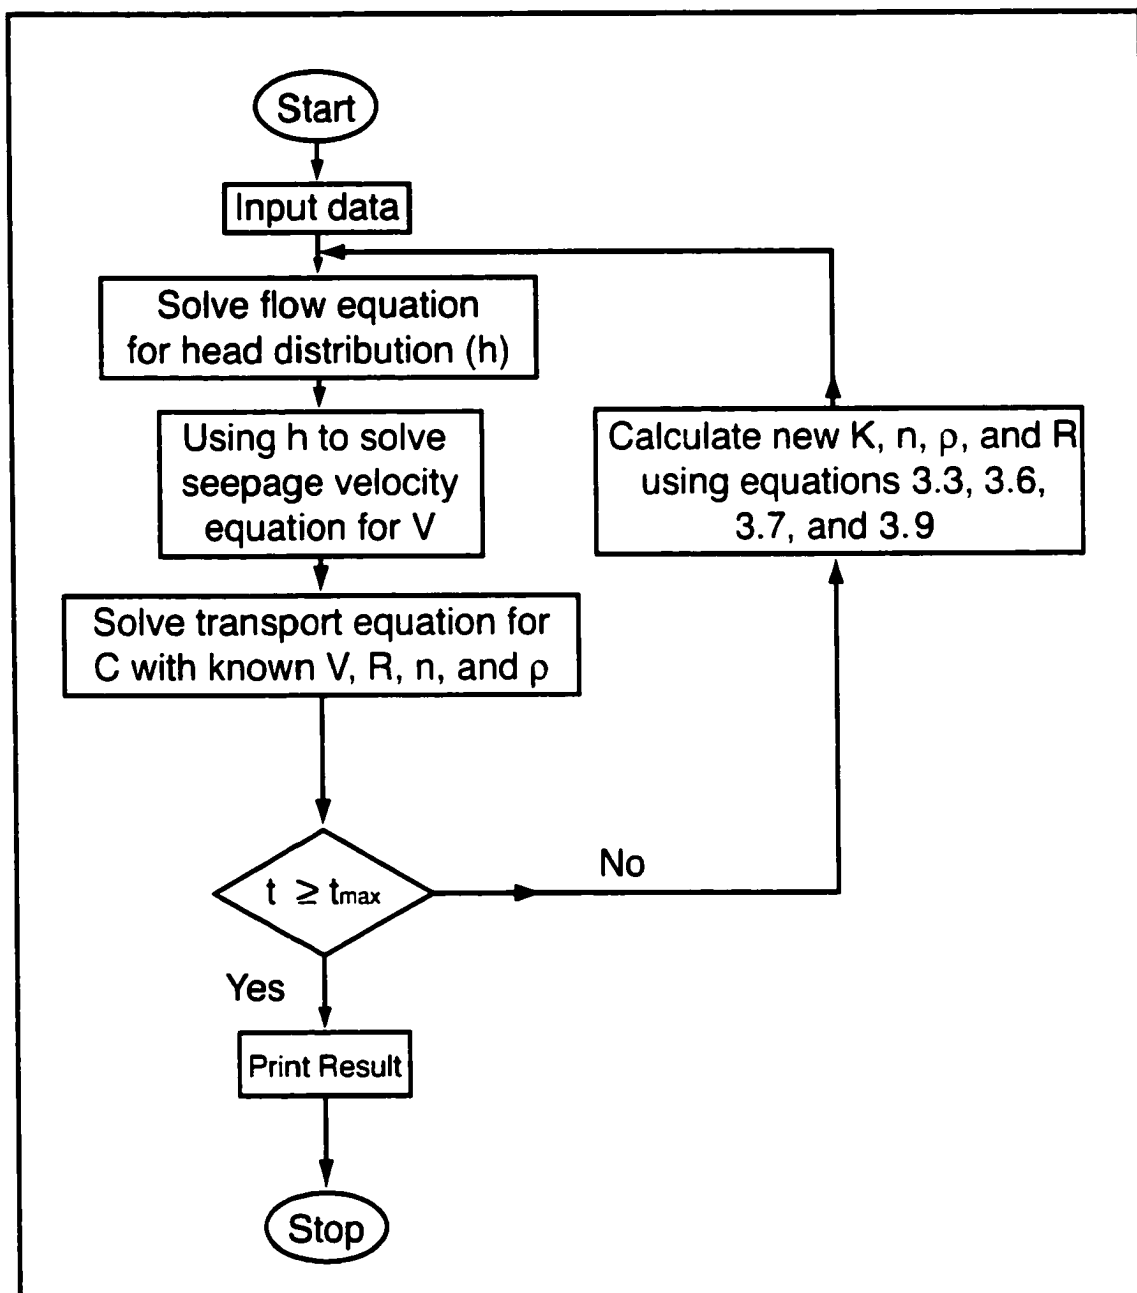 Start
Input data
Solve flow equation
for head distribution (h)
Using h to solve
seepage velocity
equation for V
Solve transport equation for
C with known V, R, n, and ρ
t ≥ tmax
No
Calculate new K, n, ρ, and R
using equations 3.3, 3.6,
3.7, and 3.9
Yes
Print Result
Stop